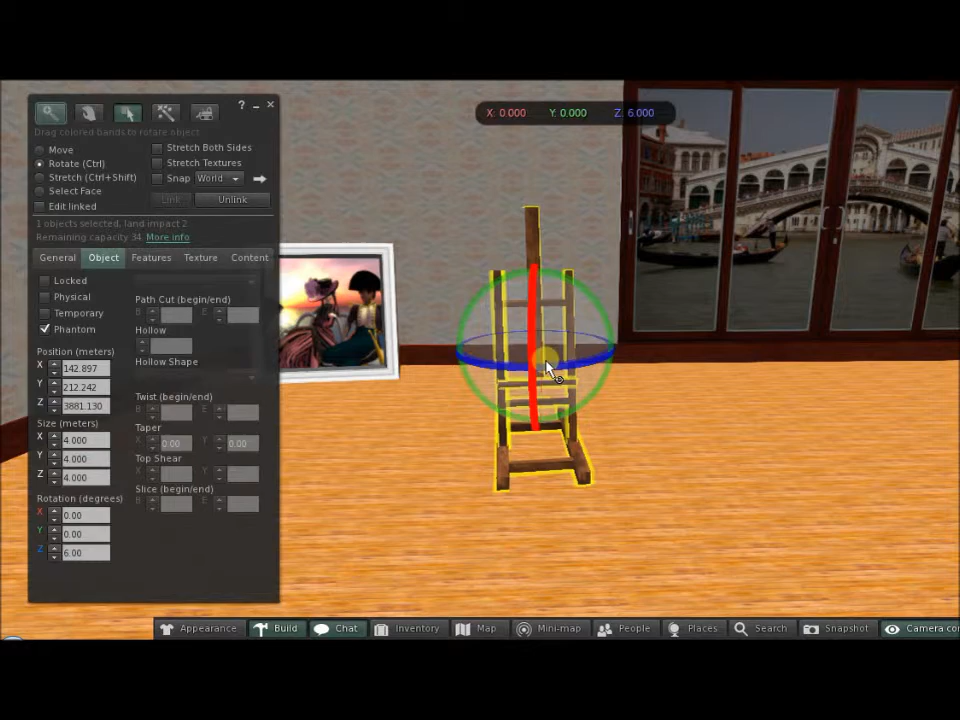 ? _ ×
X: 0.000 Y: 0.000 Z: 6.000
Drag colored bands to rotate object
Move
Rotate (Ctrl)
Stretch (Ctrl+Shift)
Select Face
Edit linked
Stretch Both Sides
Stretch Textures
Snap World
Link Unlink
1 objects selected, land impact 2
Remaining capacity 34 More info
General Object Features Texture Content
Locked
Physical
Temporary
Phantom
Position (meters)
X 142.897
Y 212.242
Z 3881.130
Size (meters)
X 4.000
Y 4.000
Z 4.000
Rotation (degrees)
X 0.00
Y 0.00
Z 6.00
Path Cut (begin/end)
B E
Hollow
Hollow Shape
Twist (begin/end)
B E
Taper
X 0.00 Y 0.00
Top Shear
X Y
Slice (begin/end)
B E
Appearance Build Chat Inventory Map Mini-map People Places Search Snapshot Camera co